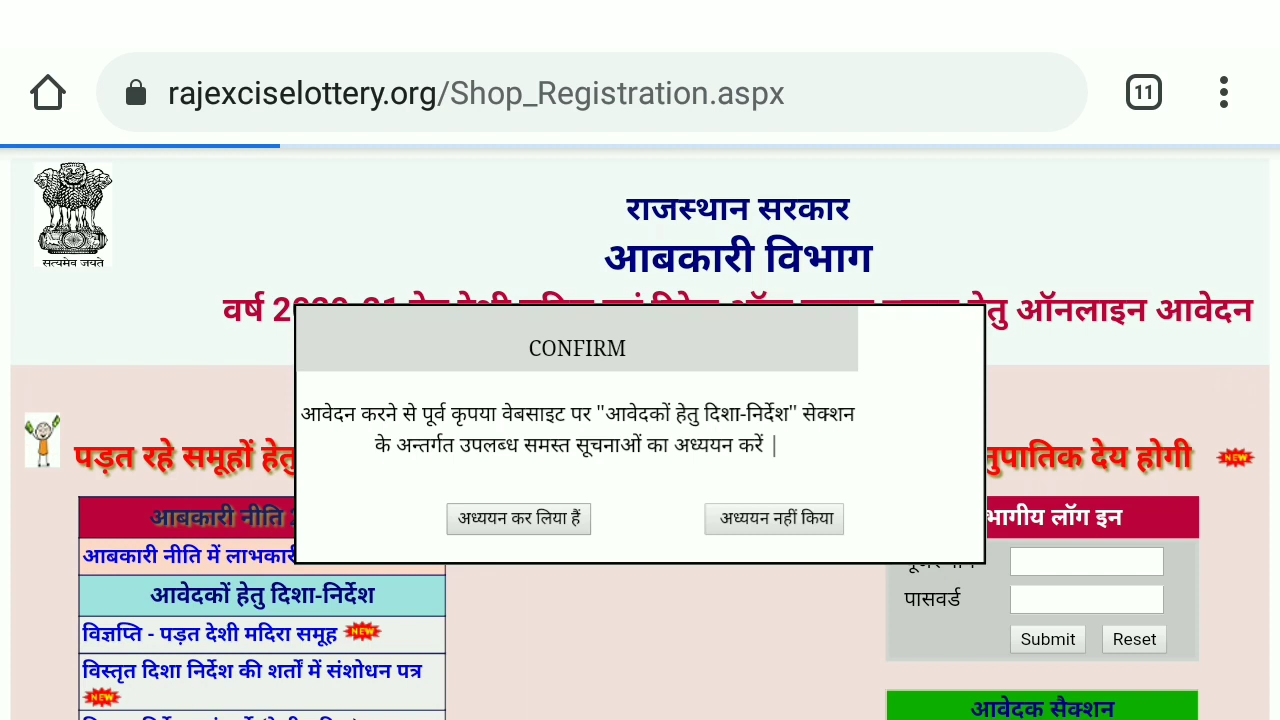 rajexciselottery.org/Shop_Registration.aspx
11
सत्यमेव जयते
राजस्थान सरकार
आबकारी विभाग
वर्ष
ऑनलाइन आवेदन
CONFIRM
आवेदन करने से पूर्व कृपया वेबसाइट पर "आवेदकों हेतु दिशा-निर्देश" सेक्शन
के अन्तर्गत उपलब्ध समस्त सूचनाओं का अध्ययन करें |
अध्ययन कर लिया हैं
अध्ययन नहीं किया
पड़त रहे समूहों हेतु
देय होगी NEW
आबकारी नीति
लॉग इन
आबकारी नीति में
आवेदकों हेतु दिशा-निर्देश
पासवर्ड
विज्ञप्ति - पड़त देशी मदिरा समूह NEW
Submit Reset
विस्तृत दिशा निर्देश की शर्तों में संशोधन पत्र
NEW
आवेदक सैक्शन